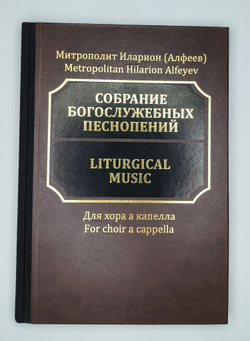 Митрополит Иларион (Алфеев)
Metropolitan Hilarion Alfeyev
СОБРАНИЕ
БОГОСЛУЖЕБНЫХ
ПЕСНОПЕНИЙ
LITURGICAL
MUSIC
Для хора а капелла
For choir a cappella